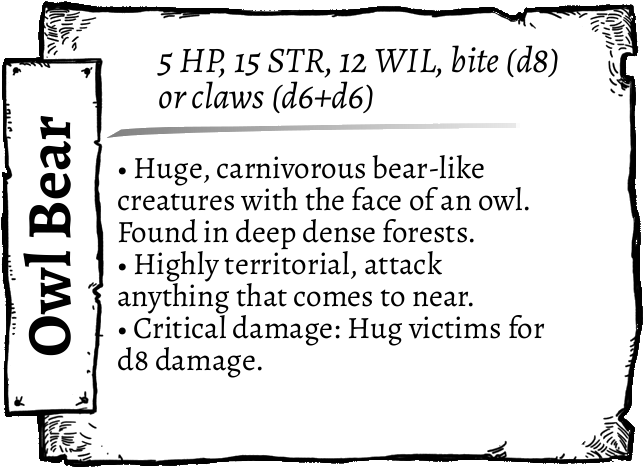 Owl Bear
5 HP, 15 STR, 12 WIL, bite (d8)
or claws (d6+d6)
• Huge, carnivorous bear-like
creatures with the face of an owl.
Found in deep dense forests.
• Highly territorial, attack
anything that comes to near.
• Critical damage: Hug victims for
d8 damage.